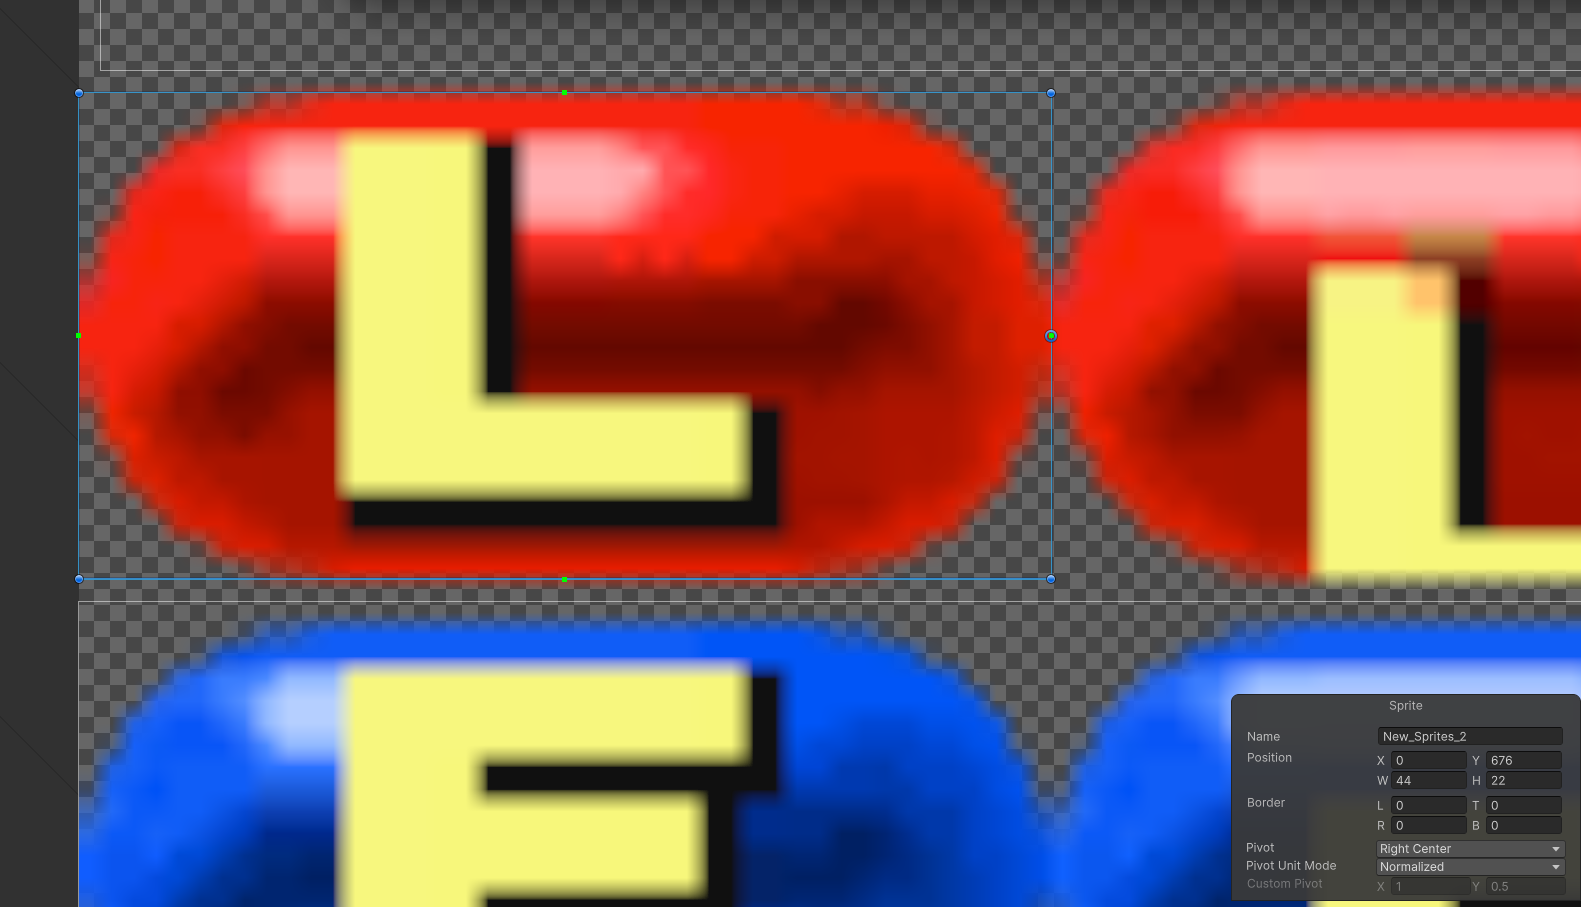 L
L
E
Sprite
Name New_Sprites_2
Position X 0 Y 676
W 44 H 22
Border L 0 T 0
R 0 B 0
Pivot Right Center
Pivot Unit Mode Normalized
Custom Pivot X 1 Y 0.5